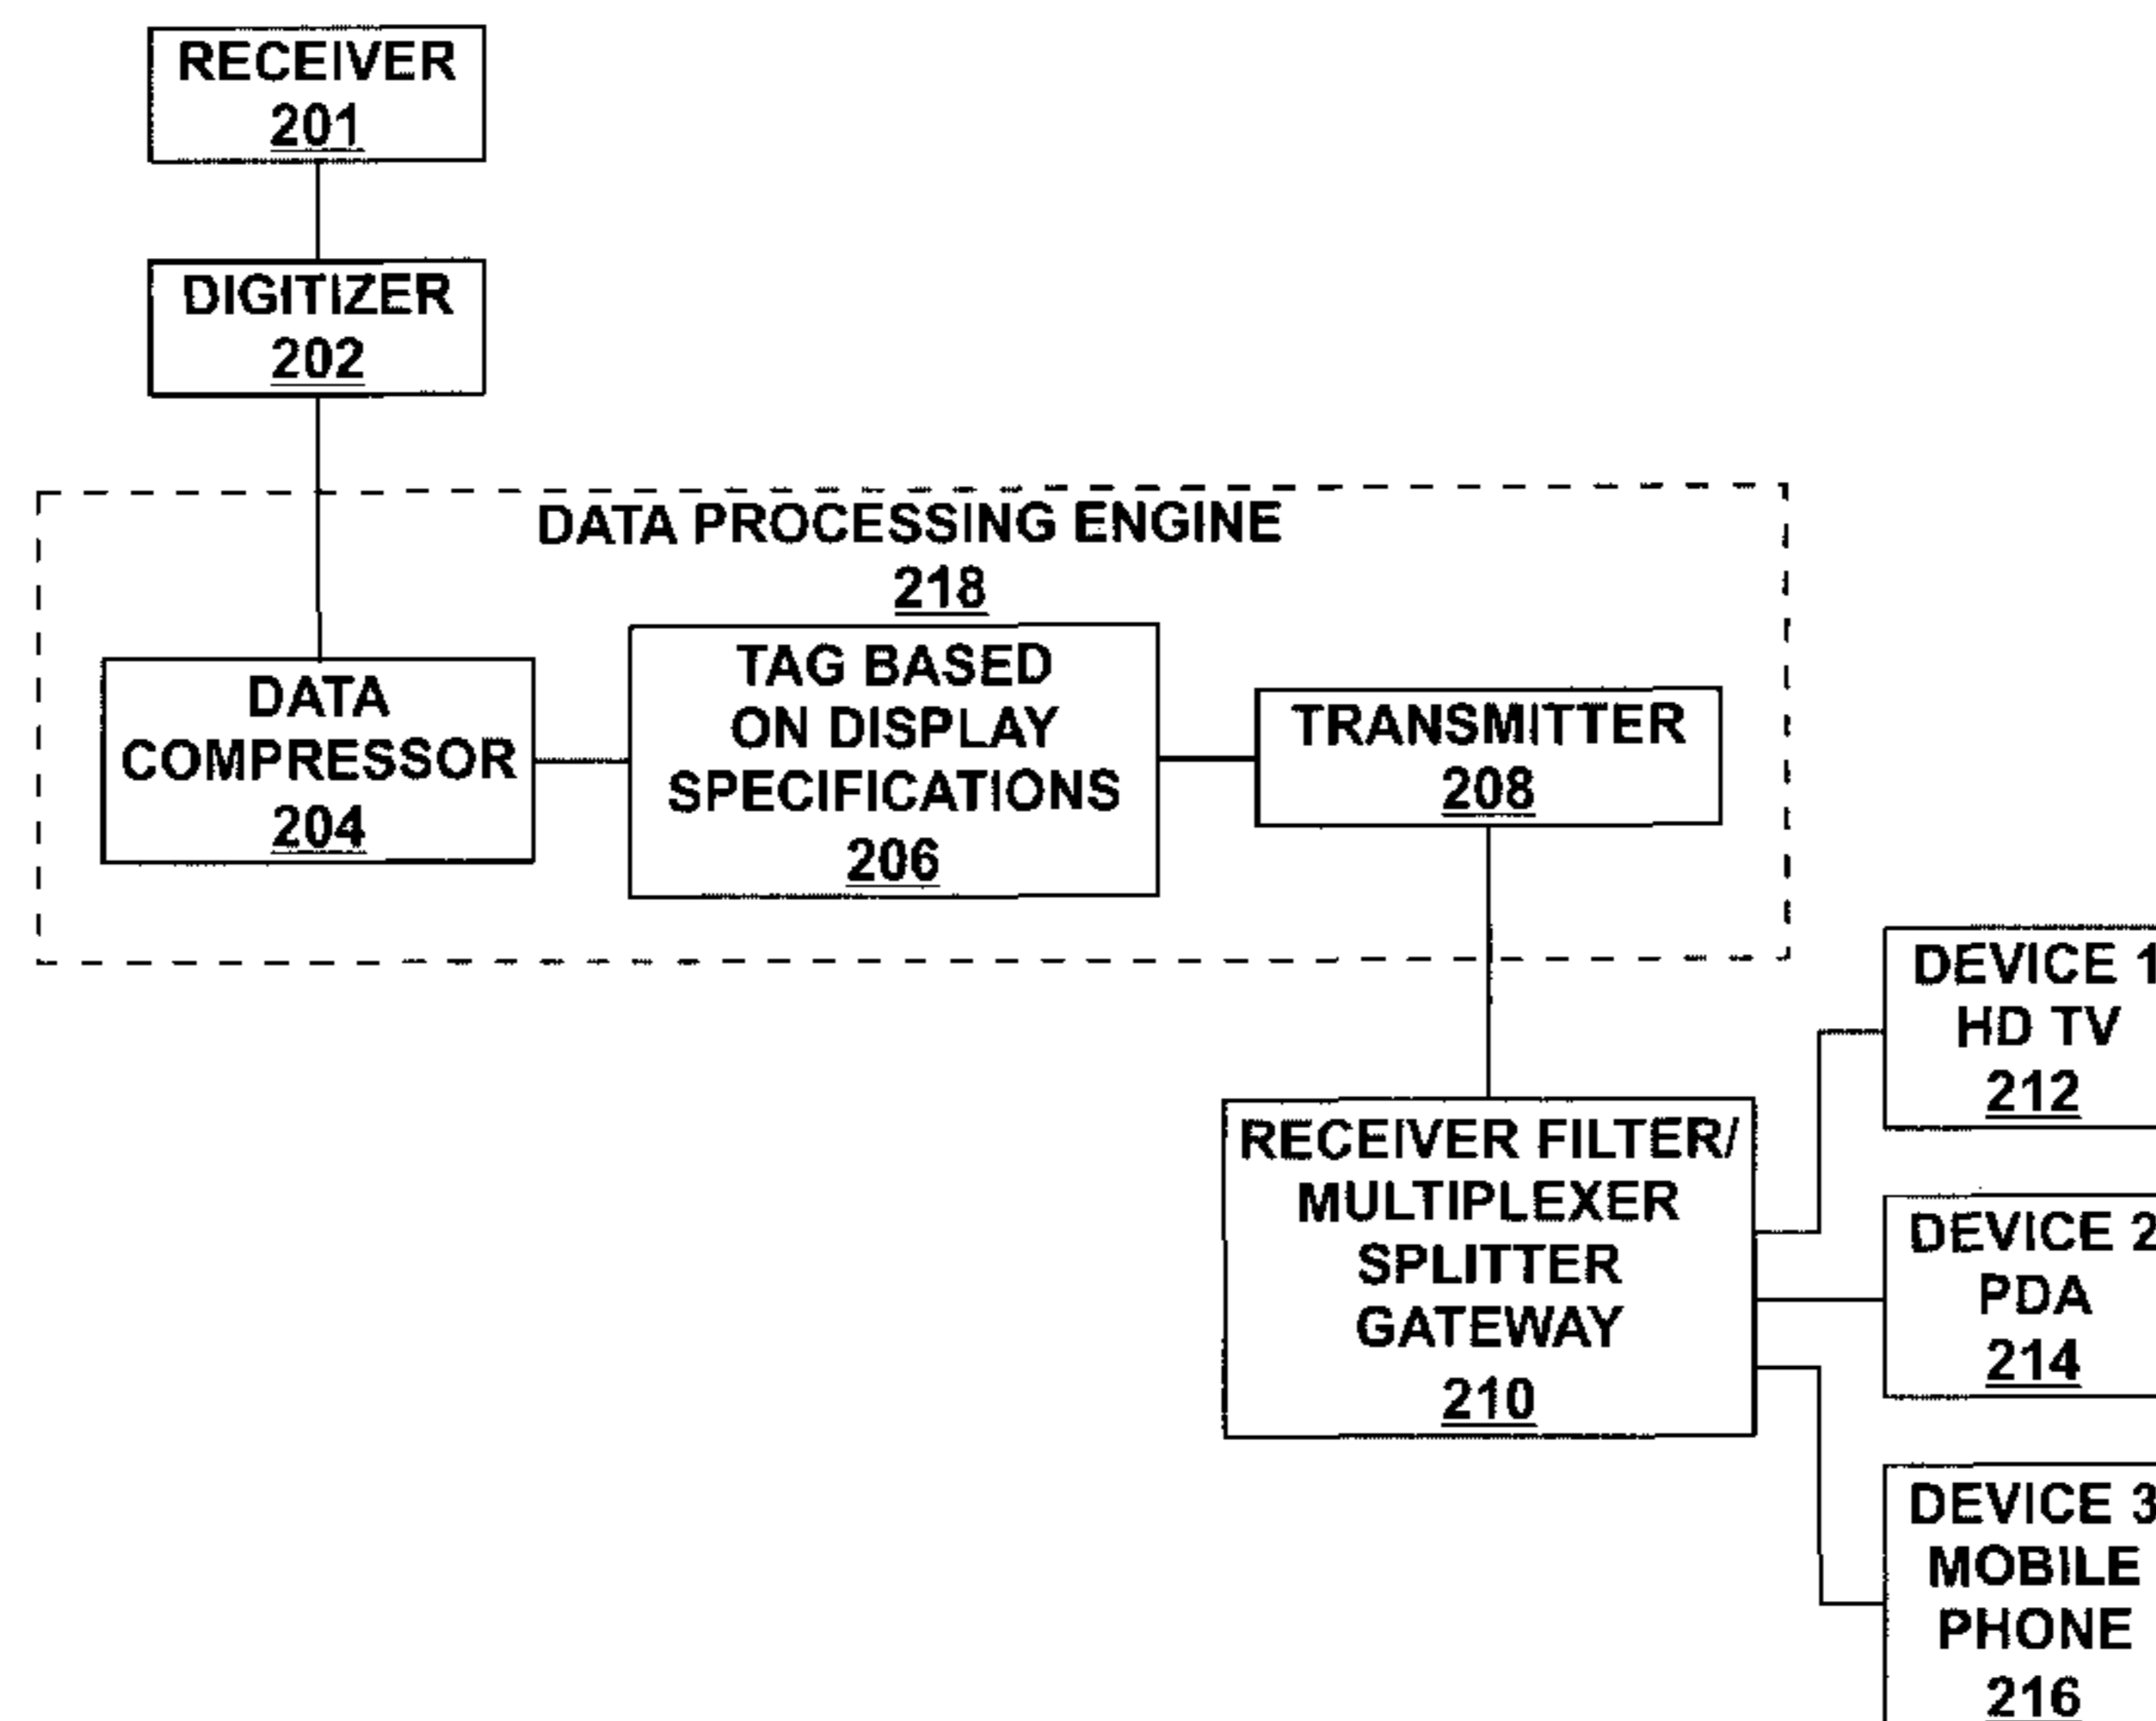 RECEIVER
201
DIGITIZER
202
DATA PROCESSING ENGINE
218
DATA
COMPRESSOR
204
TAG BASED
ON DISPLAY
SPECIFICATIONS
206
TRANSMITTER
208
RECEIVER FILTER/
MULTIPLEXER
SPLITTER
GATEWAY
210
DEVICE 1
HD TV
212
DEVICE 2
PDA
214
DEVICE 3
MOBILE
PHONE
216